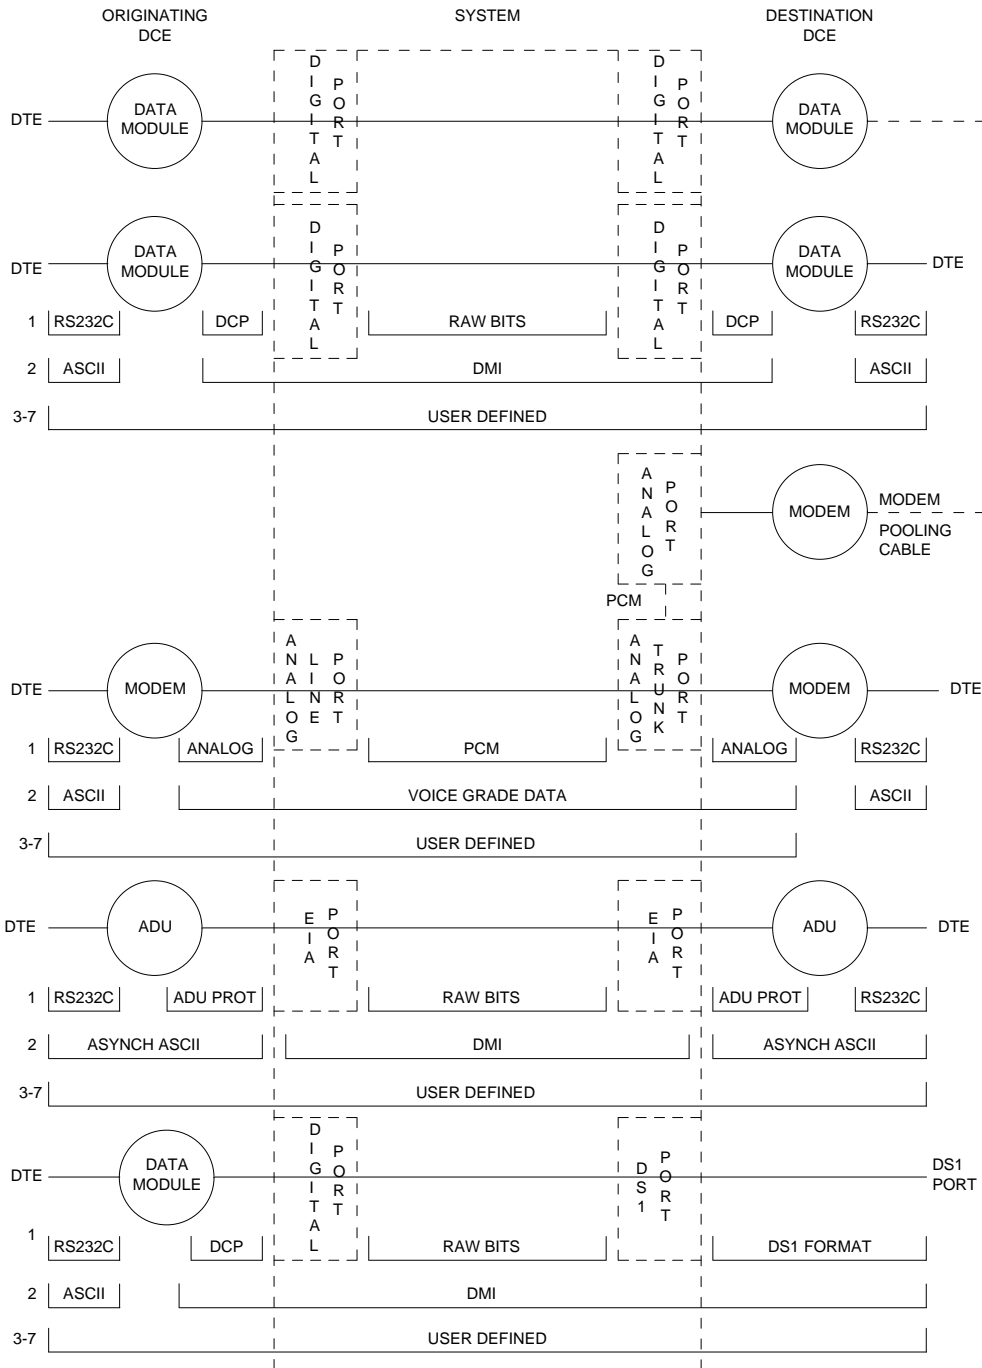 ORIGINATING DCE
SYSTEM
DESTINATION DCE
DTE
DATA MODULE
DIGITAL PORT
DIGITAL PORT
DATA MODULE
DTE
DATA MODULE
DIGITAL PORT
DIGITAL PORT
DATA MODULE
DTE
1 RS232C DCP RAW BITS DCP RS232C
2 ASCII DMI ASCII
3-7 USER DEFINED
ANALOG PORT
MODEM
MODEM
POOLING
CABLE
PCM
DTE
MODEM
ANALOG LINE PORT
ANALOG TRUNK PORT
MODEM
DTE
1 RS232C ANALOG PCM ANALOG RS232C
2 ASCII VOICE GRADE DATA ASCII
3-7 USER DEFINED
DTE
ADU
EIA PORT
EIA PORT
ADU
DTE
1 RS232C ADU PROT RAW BITS ADU PROT RS232C
2 ASYNCH ASCII DMI ASYNCH ASCII
3-7 USER DEFINED
DTE
DATA MODULE
DIGITAL PORT
DS1 PORT
DS1
PORT
1 RS232C DCP RAW BITS DS1 FORMAT
2 ASCII DMI
3-7 USER DEFINED